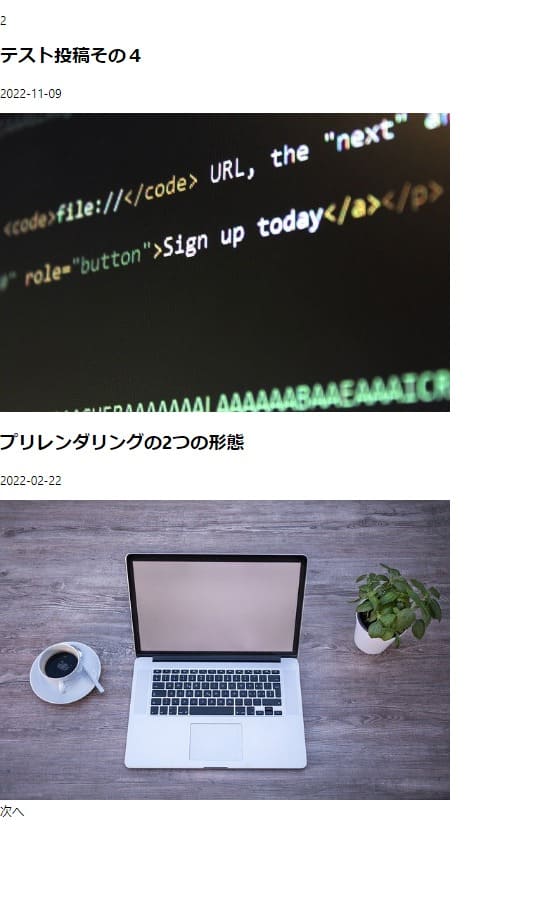 2
テスト投稿その４
2022-11-09
<code>file://</code> URL, the "next" an
role="button">Sign up today</a></p>
プリレンダリングの2つの形態
2022-02-22
次へ